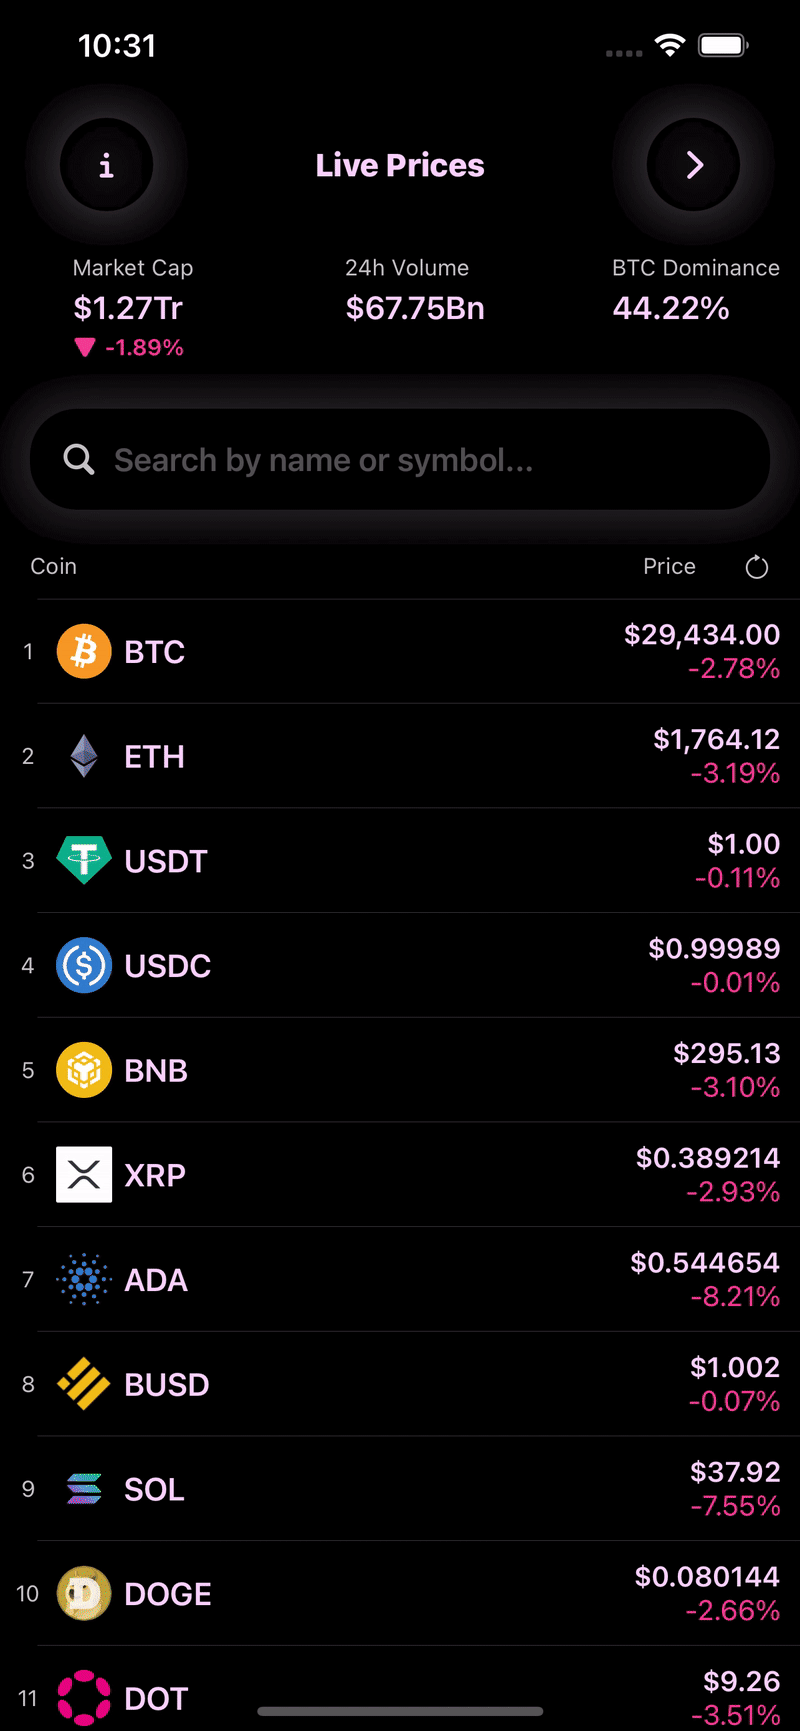 10:31
i
Live Prices
Market Cap 24h Volume BTC Dominance
$1.27Tr $67.75Bn 44.22%
-1.89%
Search by name or symbol...
Coin Price
1 BTC $29,434.00
-2.78%
2 ETH $1,764.12
-3.19%
3 USDT $1.00
-0.11%
4 USDC $0.99989
-0.01%
5 BNB $295.13
-3.10%
6 XRP $0.389214
-2.93%
7 ADA $0.544654
-8.21%
8 BUSD $1.002
-0.07%
9 SOL $37.92
-7.55%
10 DOGE $0.080144
-2.66%
11 DOT $9.26
-3.51%